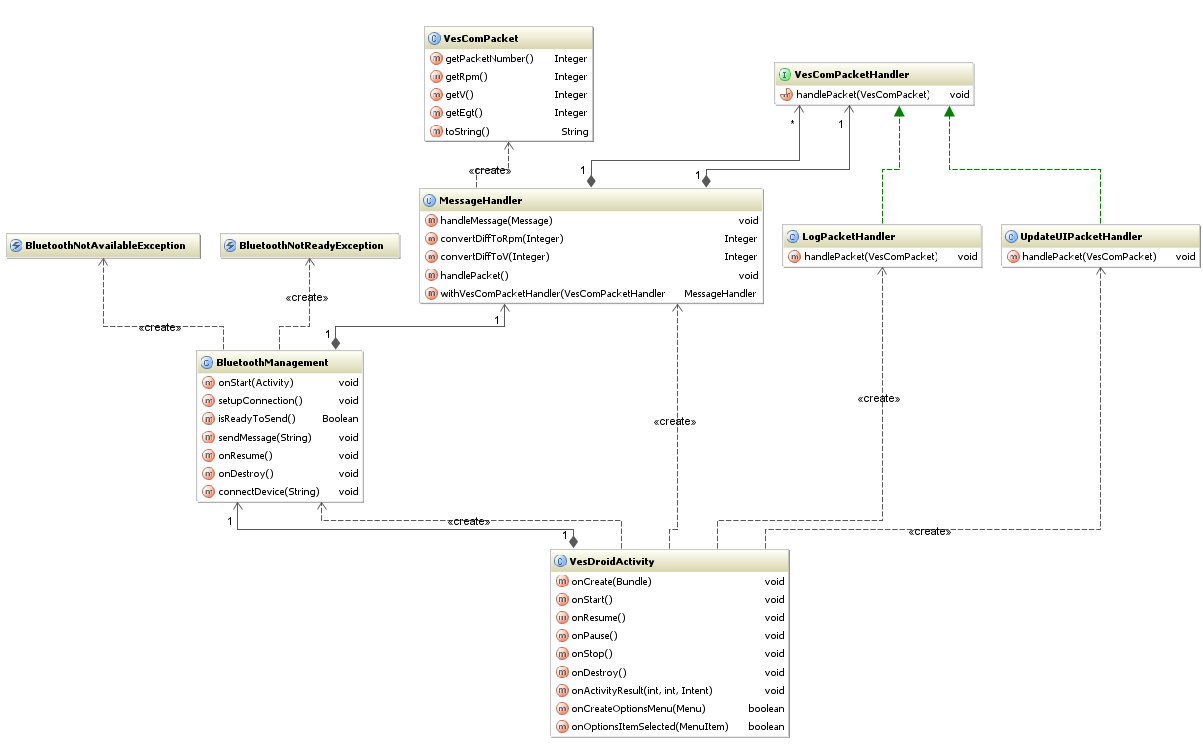 VesComPacket
getPacketNumber() Integer
getRpm() Integer
getV() Integer
getEgt() Integer
toString() String
VesComPacketHandler
handlePacket(VesComPacket) void
* 1
«create» 1 1
MessageHandler
handleMessage(Message) void
convertDiffToRpm(Integer) Integer
convertDiffToV(Integer) Integer
handlePacket() void
withVesComPacketHandler(VesComPacketHandler MessageHandler
LogPacketHandler
handlePacket(VesComPacket) void
UpdateUIPacketHandler
handlePacket(VesComPacket) void
BluetoothNotAvailableException
BluetoothNotReadyException
«create»
«create»
1
1
BluetoothManagement
onStart(Activity) void
setupConnection() void
isReadyToSend() Boolean
sendMessage(String) void
onResume() void
onDestroy() void
connectDevice(String) void
«create»
«create»
1 «create» 1
«create»
VesDroidActivity
onCreate(Bundle) void
onStart() void
onResume() void
onPause() void
onStop() void
onDestroy() void
onActivityResult(int, int, Intent) void
onCreateOptionsMenu(Menu) boolean
onOptionsItemSelected(MenuItem) boolean